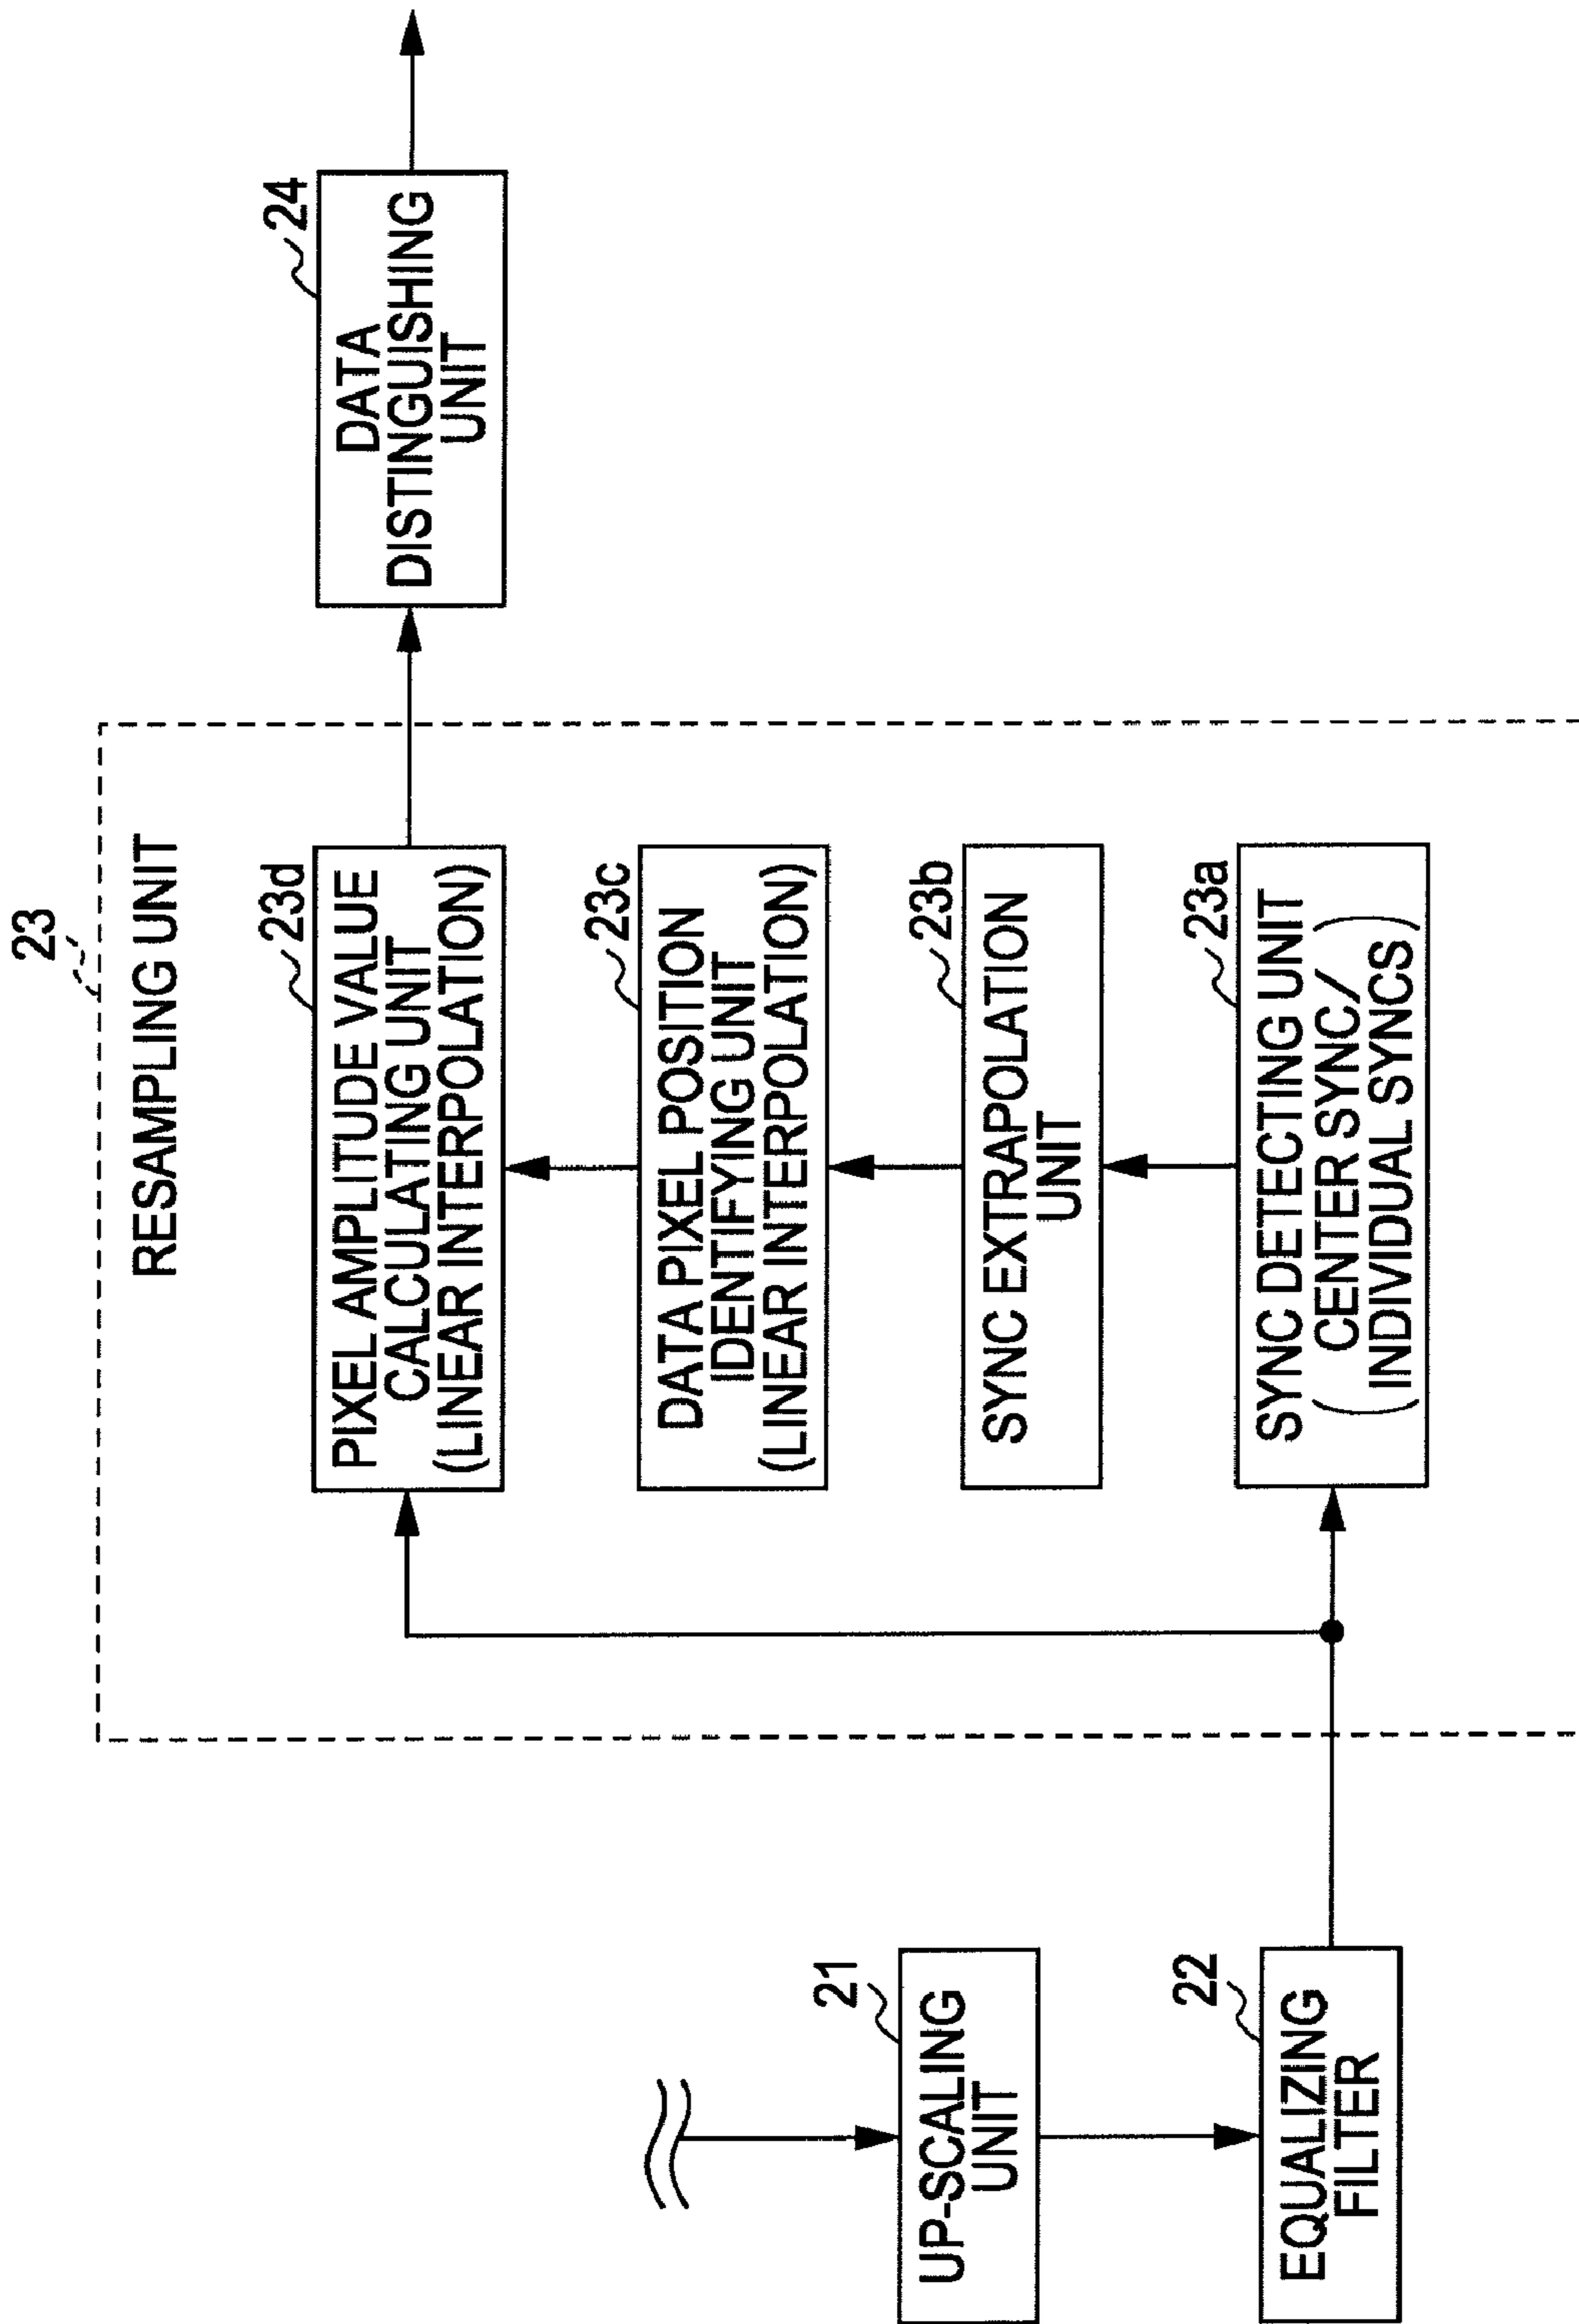 23
RESAMPLING UNIT
21
UP-SCALING
UNIT
22
EQUALIZING
FILTER
23d
PIXEL AMPLITUDE VALUE
CALCULATING UNIT
(LINEAR INTERPOLATION)
23c
DATA PIXEL POSITION
IDENTIFYING UNIT
(LINEAR INTERPOLATION)
23b
SYNC EXTRAPOLATION
UNIT
23a
SYNC DETECTING UNIT
(CENTER SYNC/
INDIVIDUAL SYNCS)
24
DATA
DISTINGUISHING
UNIT